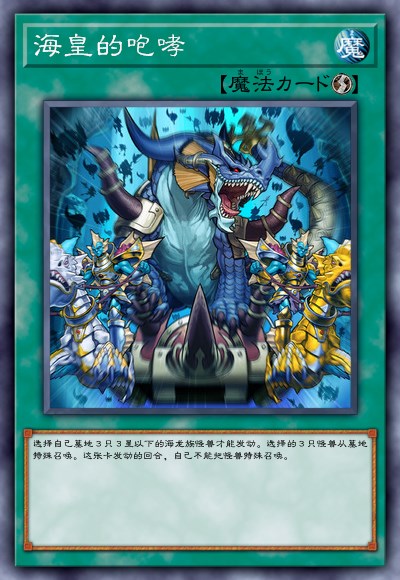 海皇的咆哮
魔
【魔法カード】
まほう
选择自己墓地3只3星以下的海龙族怪兽才能发动。选择的3只怪兽从墓地
特殊召唤。这张卡发动的回合，自己不能把怪兽特殊召唤。